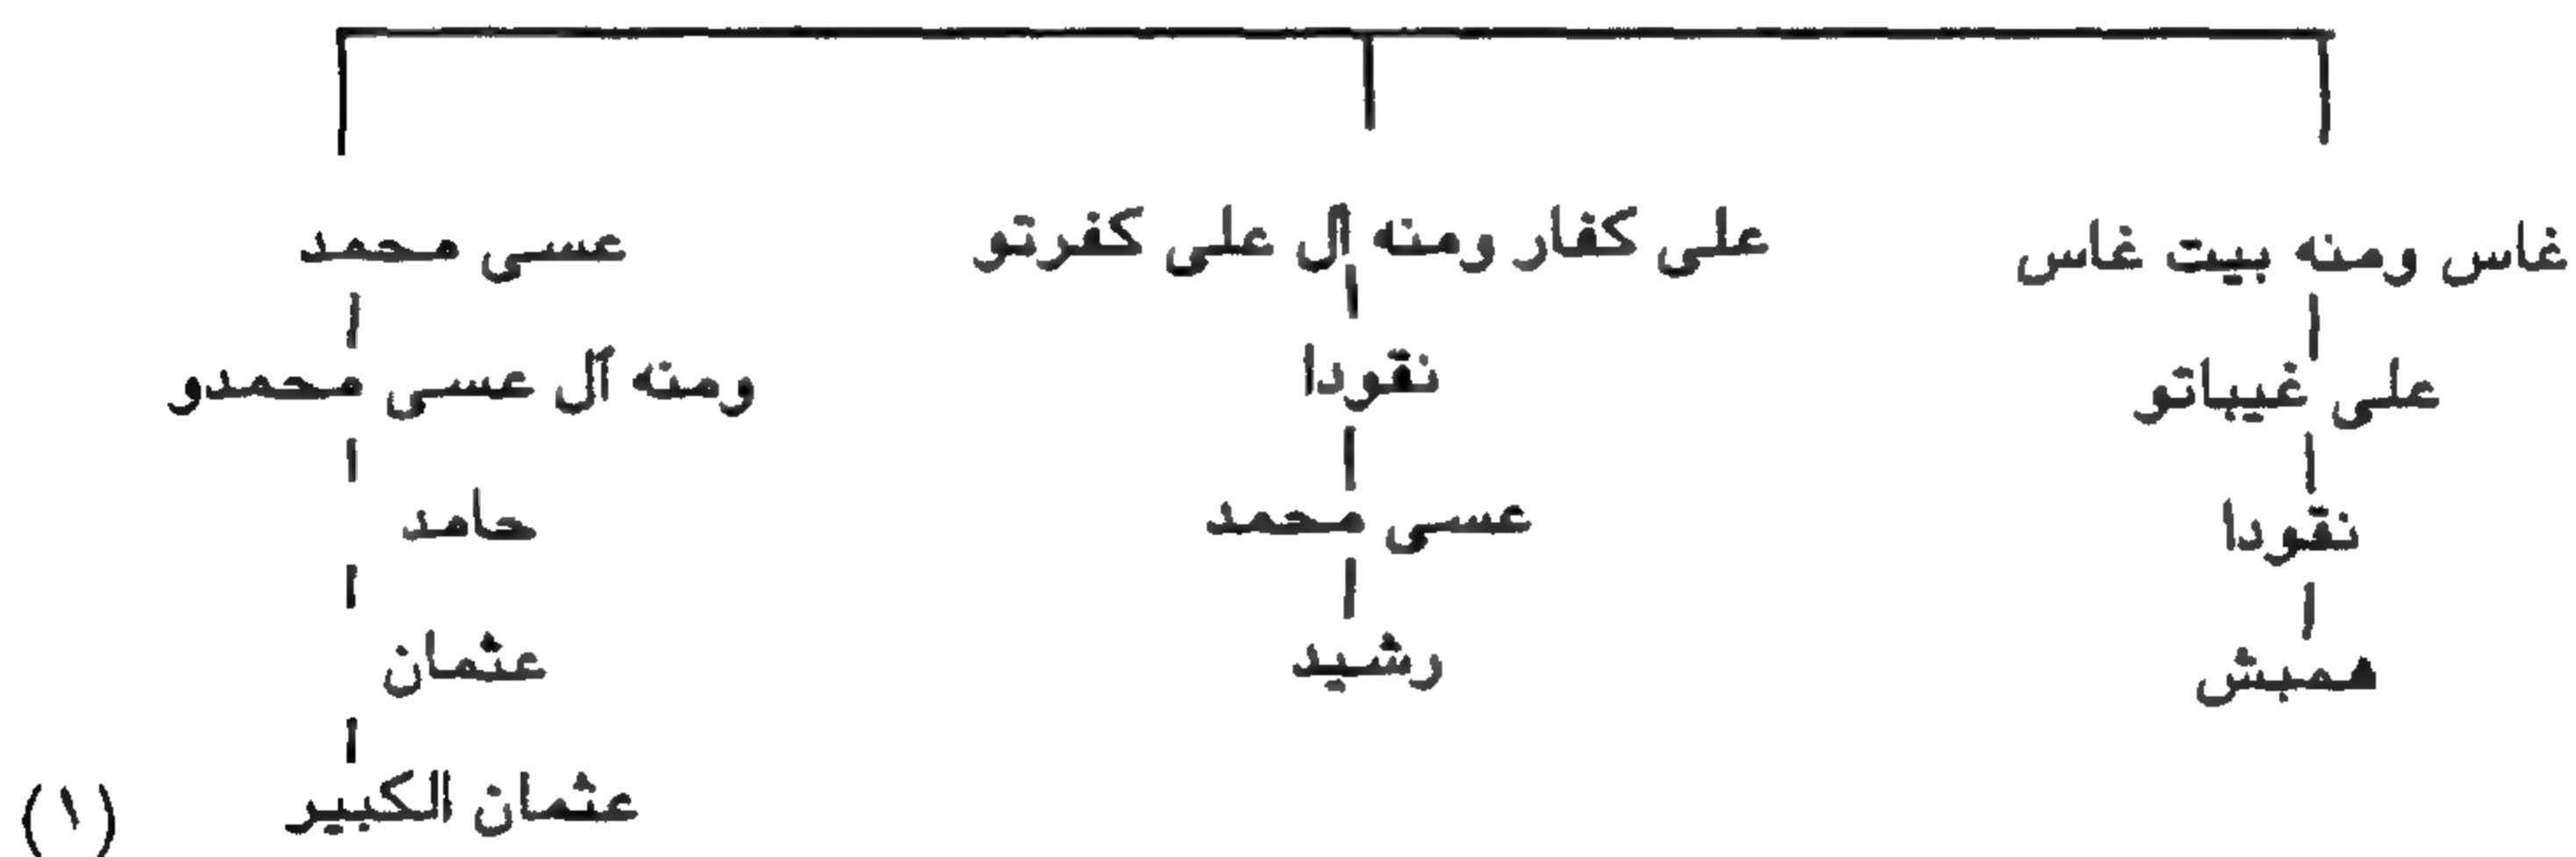 غاس ومنه بيت غاس
على غيباتو
نقودا
همبش
على كفار ومنه آل على كفرتو
نقودا
عسى محمد
رشيد
عسى محمد
ومنه آل عسى محمدو
حامد
عثمان
عثمان الكبير
(١)